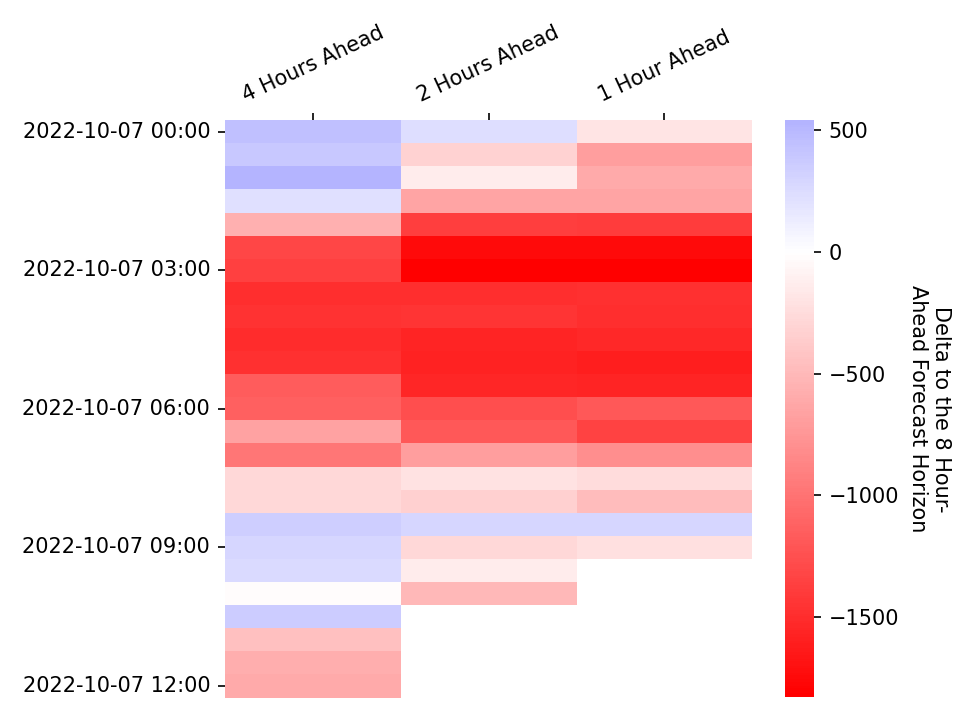 4 Hours Ahead
2 Hours Ahead
1 Hour Ahead
2022-10-07 00:00
2022-10-07 03:00
2022-10-07 06:00
2022-10-07 09:00
2022-10-07 12:00
500
0
−500
−1000
−1500
Delta to the 8 Hour-
Ahead Forecast Horizon